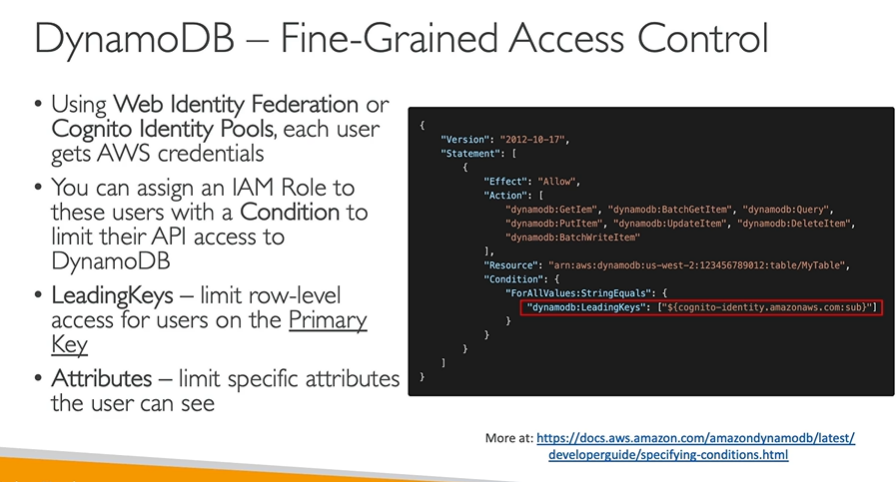 DynamoDB – Fine-Grained Access Control
• Using Web Identity Federation or
Cognito Identity Pools, each user
gets AWS credentials
• You can assign an IAM Role to
these users with a Condition to
limit their API access to
DynamoDB
• LeadingKeys – limit row-level
access for users on the Primary
Key
• Attributes – limit specific attributes
the user can see
{
"Version": "2012-10-17",
"Statement": [
{
"Effect": "Allow",
"Action": [
"dynamodb:GetIem", "dynamodb:BatchGetItem", "dynamodb:Query",
"dynamodb:PutItem", "dynamodb:UpdateItem", "dynamodb:DeleteItem",
"dynamodb:BatchWriteItem"
],
"Resource": "arn:aws:dynamodb:us-west-2:123456789012:table/MyTable",
"Condition": {
"ForAllValues:StringEquals": {
"dynamodb:LeadingKeys": ["${cognito-identity.amazonaws.com:sub}"]
}
}
}
]
}
More at: https://docs.aws.amazon.com/amazondynamodb/latest/
developerguide/specifying-conditions.html